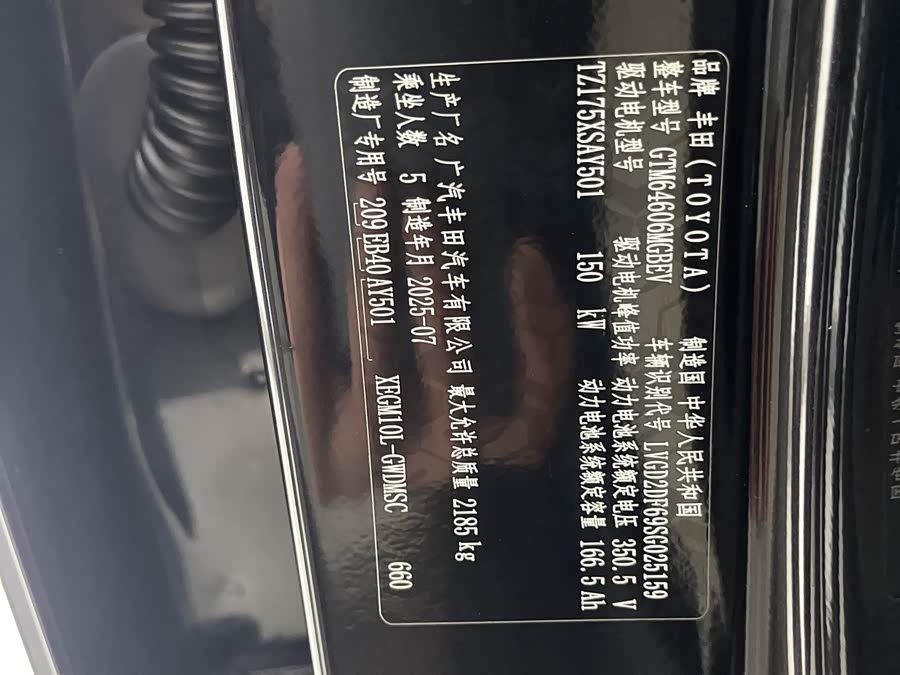 品牌 丰田(TOYOTA) 制造国 中华人民共和国
整车型号 GTM64606MGBEV 车辆识别代号 LVGD2DF69SG025159
驱动电机型号 驱动电机峰值功率 动力电池系统额定电压 350.5 V
TZ175XSAY501 150 kW 动力电池系统额定容量 166.5 Ah
生产厂名 广汽丰田汽车有限公司 最大允许总质量 2185 kg
乘坐人数 5 制造年月 2025-07
制造厂专用号 209 EB40 AY501 XEGM10L-GWDMSC 660